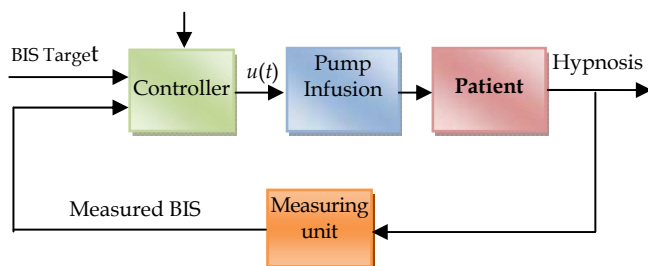 BIS Target
Controller
u(t)
Pump
Infusion
Patient
Hypnosis
Measured BIS
Measuring
unit